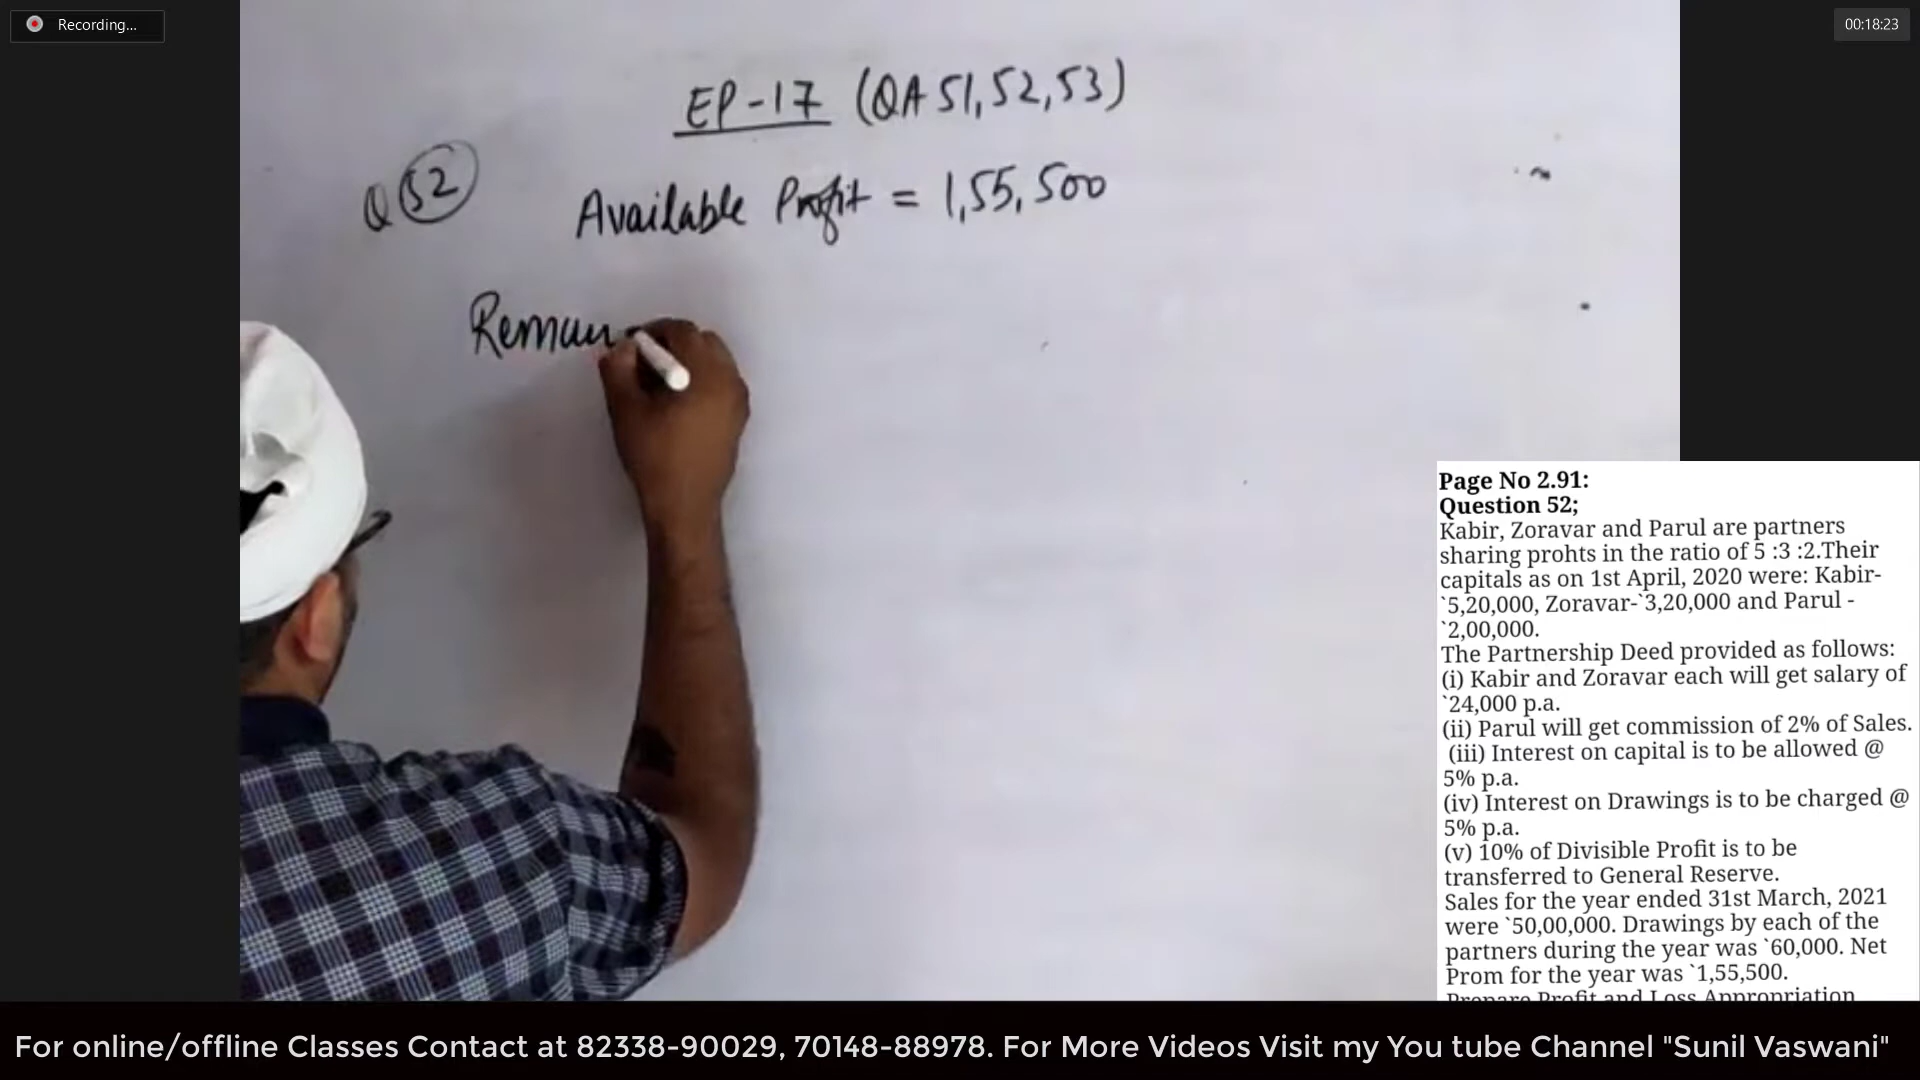 Recording...
00:18:23
EP-17 (QA 51,52,53)
Q 52 Available Profit = 1,55,500
Remun
Page No 2.91:
Question 52;
Kabir, Zoravar and Parul are partners
sharing prohts in the ratio of 5 :3 :2.Their
capitals as on 1st April, 2020 were: Kabir-
`5,20,000, Zoravar-`3,20,000 and Parul -
`2,00,000.
The Partnership Deed provided as follows:
(i) Kabir and Zoravar each will get salary of
`24,000 p.a.
(ii) Parul will get commission of 2% of Sales.
(iii) Interest on capital is to be allowed @
5% p.a.
(iv) Interest on Drawings is to be charged @
5% p.a.
(v) 10% of Divisible Profit is to be
transferred to General Reserve.
Sales for the year ended 31st March, 2021
were `50,00,000. Drawings by each of the
partners during the year was `60,000. Net
Prom for the year was `1,55,500.
Prepare Profit and Loss Appropriation
For online/offline Classes Contact at 82338-90029, 70148-88978. For More Videos Visit my You tube Channel "Sunil Vaswani"